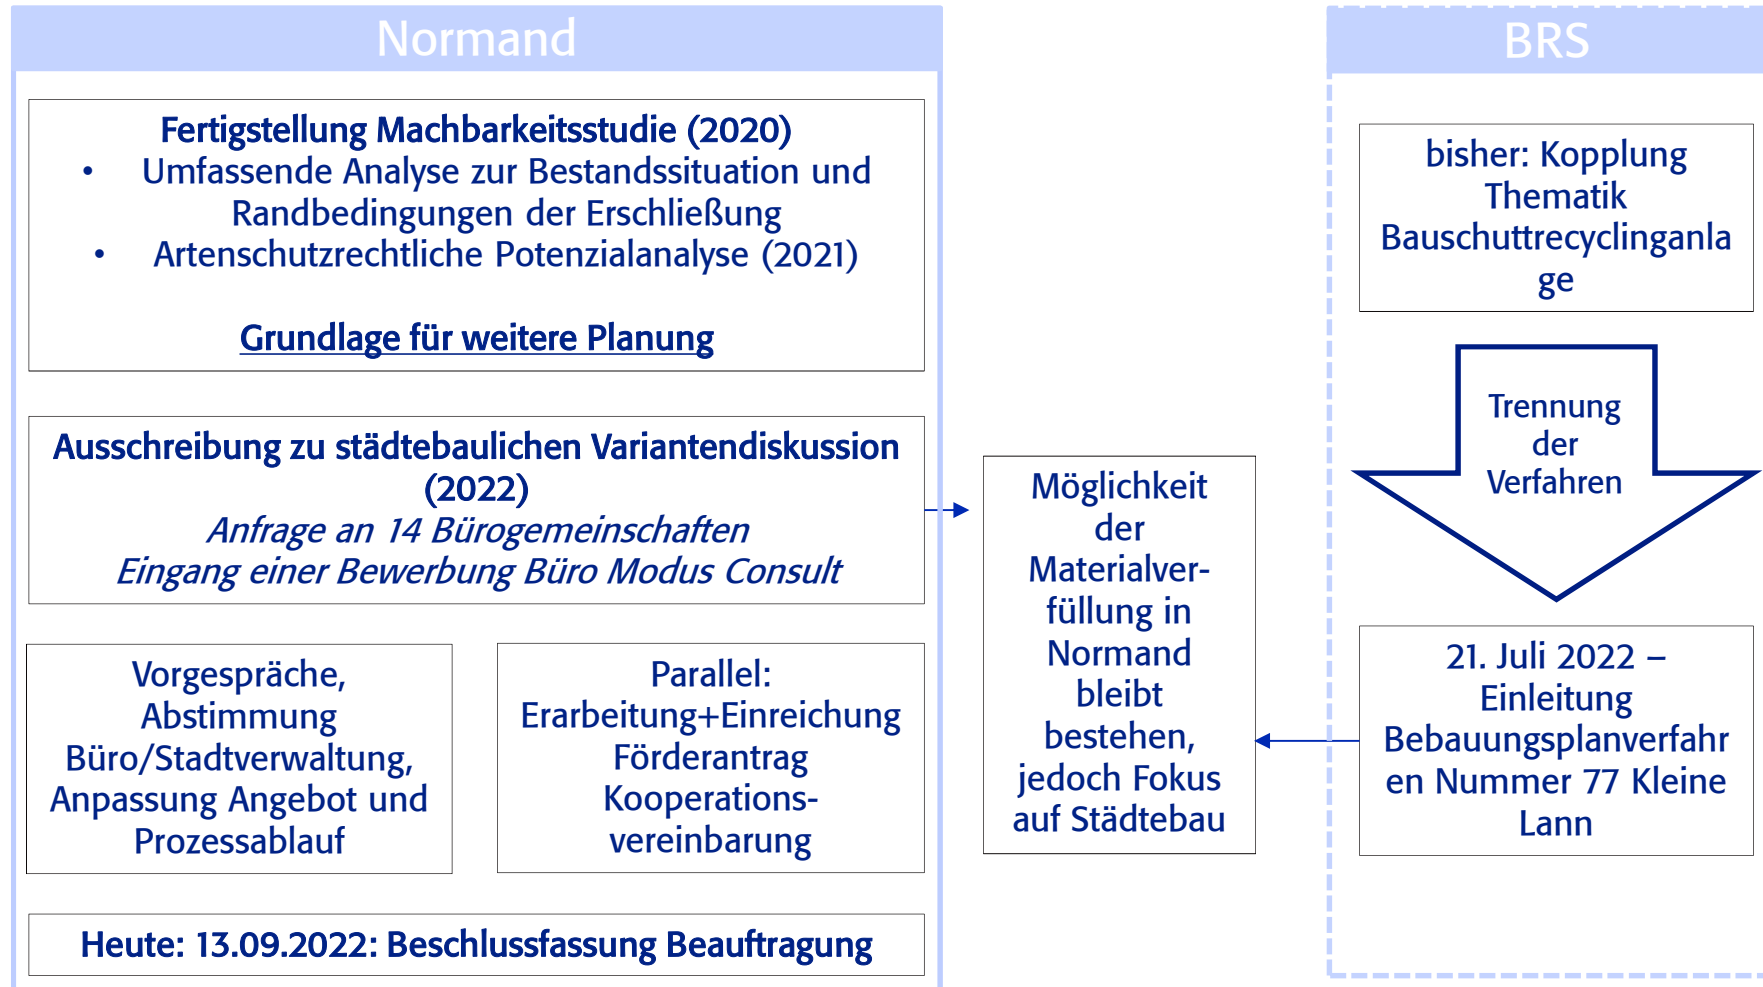 Normand
Fertigstellung Machbarkeitsstudie (2020)
• Umfassende Analyse zur Bestandssituation und
Randbedingungen der Erschließung
• Artenschutzrechtliche Potenzialanalyse (2021)
Grundlage für weitere Planung
Ausschreibung zu städtebaulichen Variantendiskussion
(2022)
Anfrage an 14 Bürogemeinschaften
Eingang einer Bewerbung Büro Modus Consult
Vorgespräche,
Abstimmung
Büro/Stadtverwaltung,
Anpassung Angebot und
Prozessablauf
Parallel:
Erarbeitung+Einreichung
Förderantrag
Kooperations-
vereinbarung
Heute: 13.09.2022: Beschlussfassung Beauftragung
Möglichkeit
der
Materialver-
füllung in
Normand
bleibt
bestehen,
jedoch Fokus
auf Städtebau
BRS
bisher: Kopplung
Thematik
Bauschuttrecyclinganla
ge
Trennung
der
Verfahren
21. Juli 2022 –
Einleitung
Bebauungsplanverfahr
en Nummer 77 Kleine
Lann